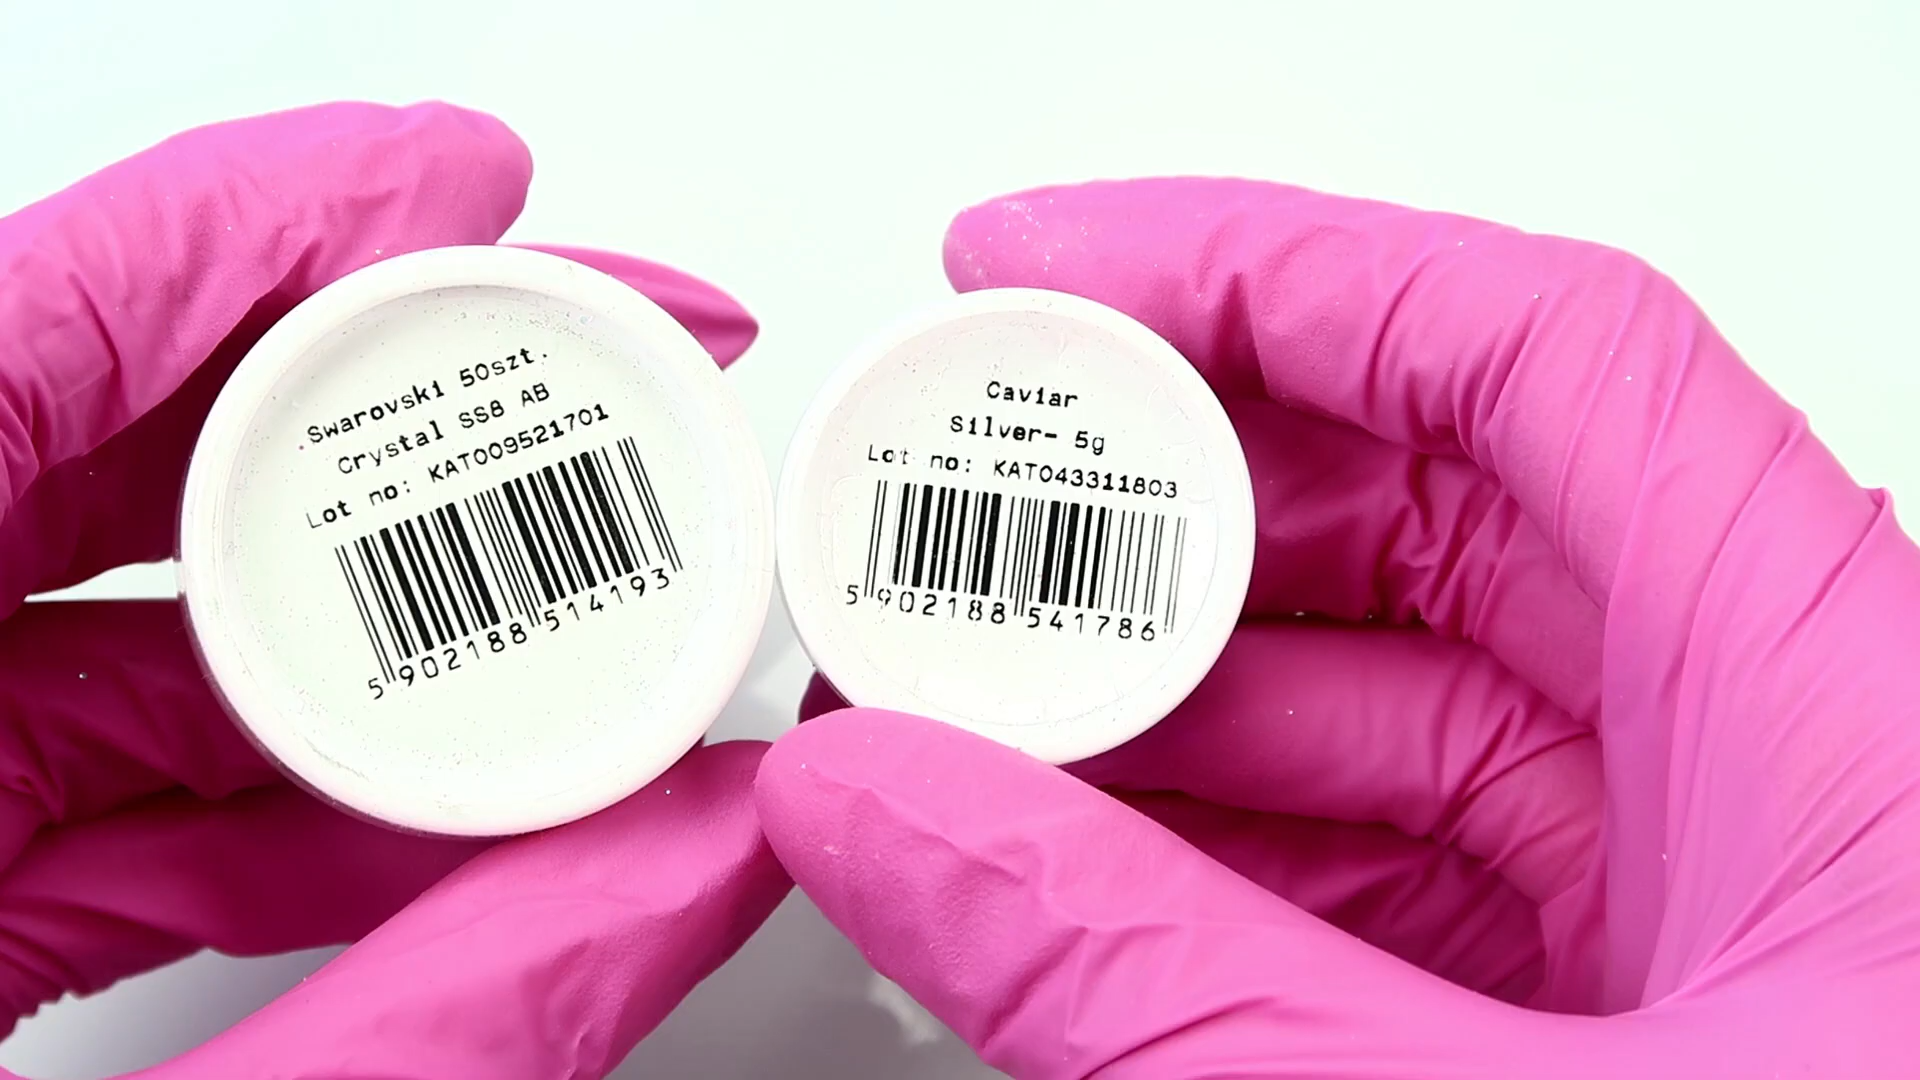 Swarovski 50szt.
Crystal SS8 AB
Lot no: KAT009521701
5902188514193
Caviar
Silver- 5g
Lot no: KAT043311803
5902188541786